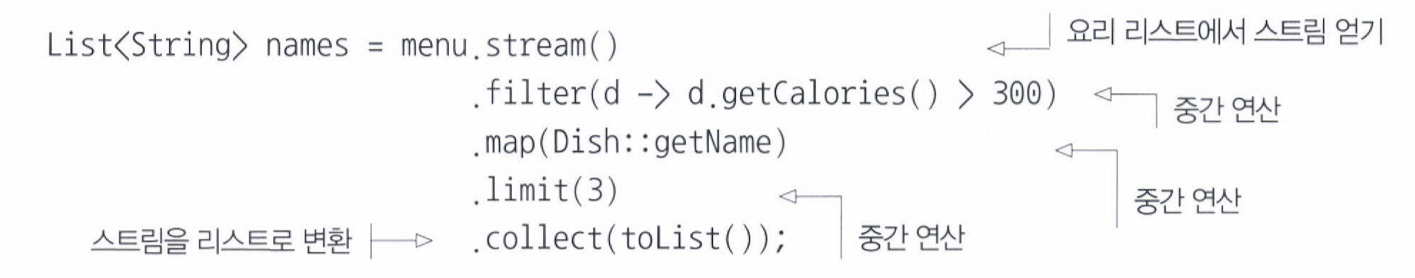 List<String> names = menu.stream()
요리 리스트에서 스트림 얻기
.filter(d -> d.getCalories() > 300)
중간 연산
.map(Dish::getName)
중간 연산
.limit(3)
중간 연산
스트림을 리스트로 변환
.collect(toList());